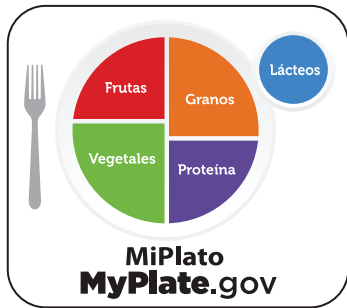 Frutas
Granos
Lácteos
Vegetales
Proteína
MiPlato
MyPlate.gov